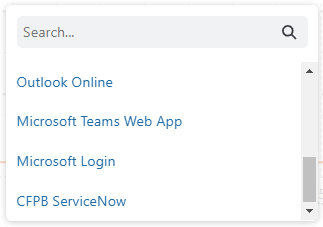 Search...
Outlook Online
Microsoft Teams Web App
Microsoft Login
CFPB ServiceNow